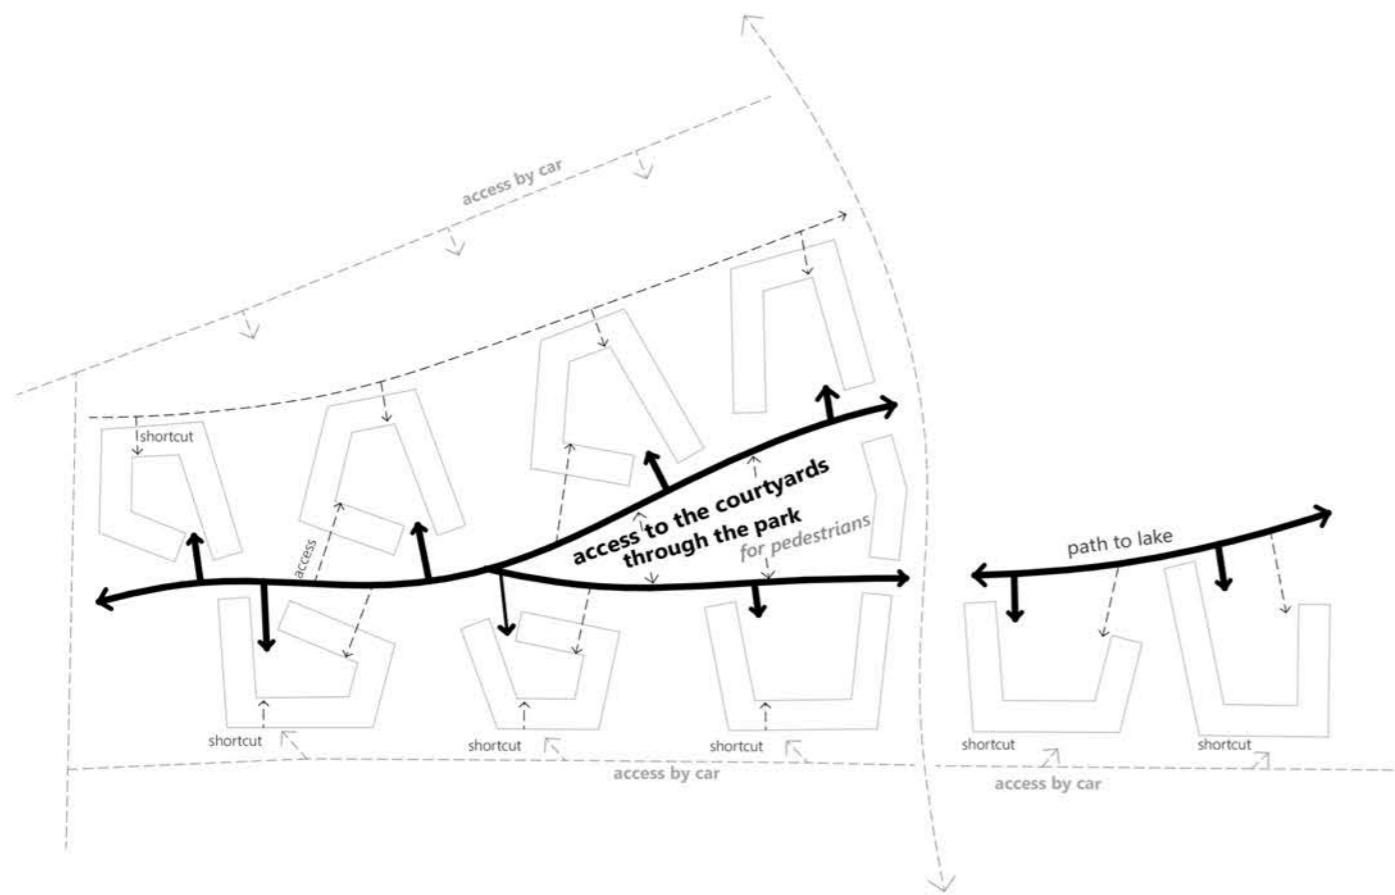 access by car
shortcut
access to the courtyards
through the park
for pedestrians
access
path to lake
shortcut
shortcut
shortcut
shortcut
shortcut
access by car
access by car